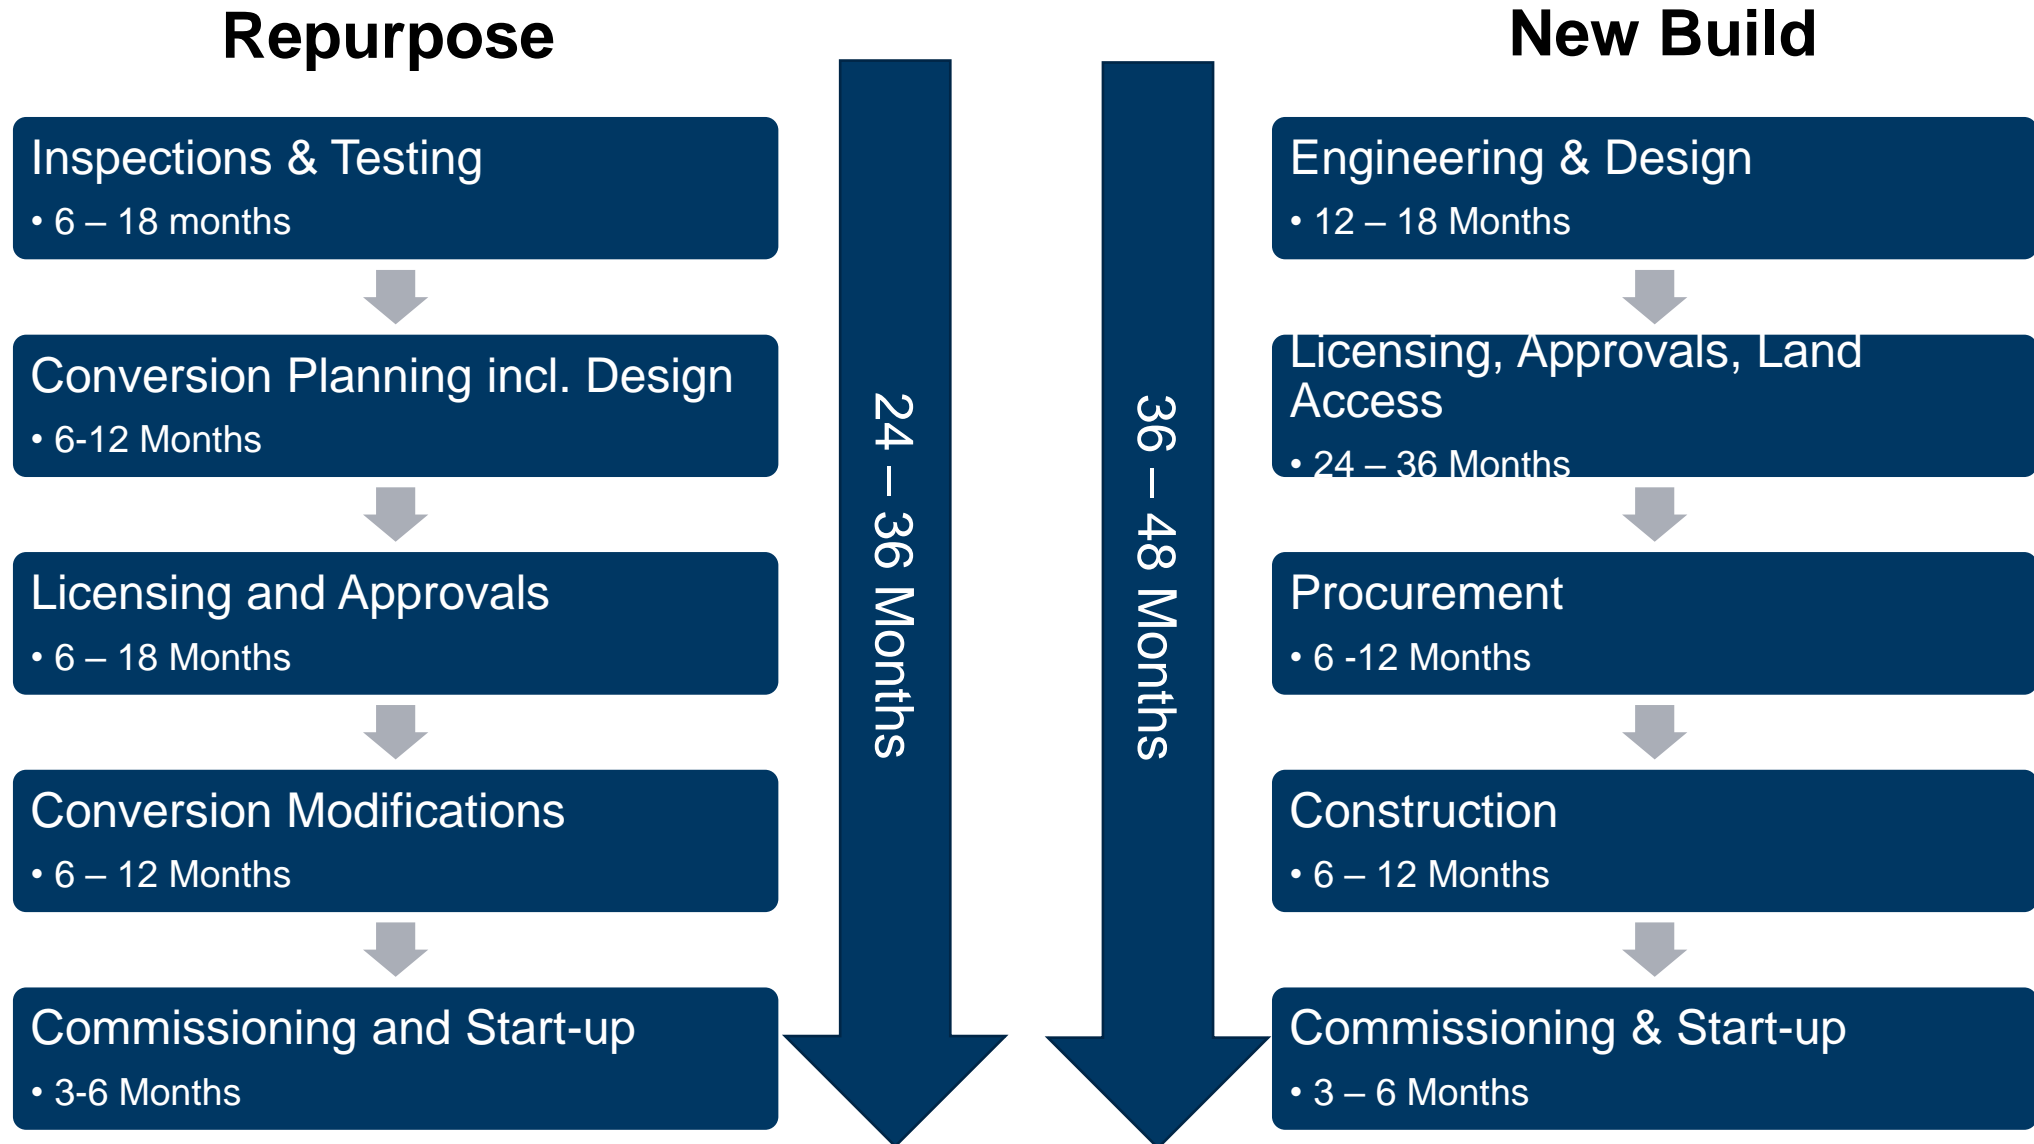 Repurpose
Inspections & Testing
• 6 – 18 months
Conversion Planning incl. Design
• 6-12 Months
Licensing and Approvals
• 6 – 18 Months
Conversion Modifications
• 6 – 12 Months
Commissioning and Start-up
• 3-6 Months
24 – 36 Months
36 – 48 Months
New Build
Engineering & Design
• 12 – 18 Months
Licensing, Approvals, Land
Access
• 24 – 36 Months
Procurement
• 6 -12 Months
Construction
• 6 – 12 Months
Commissioning & Start-up
• 3 – 6 Months